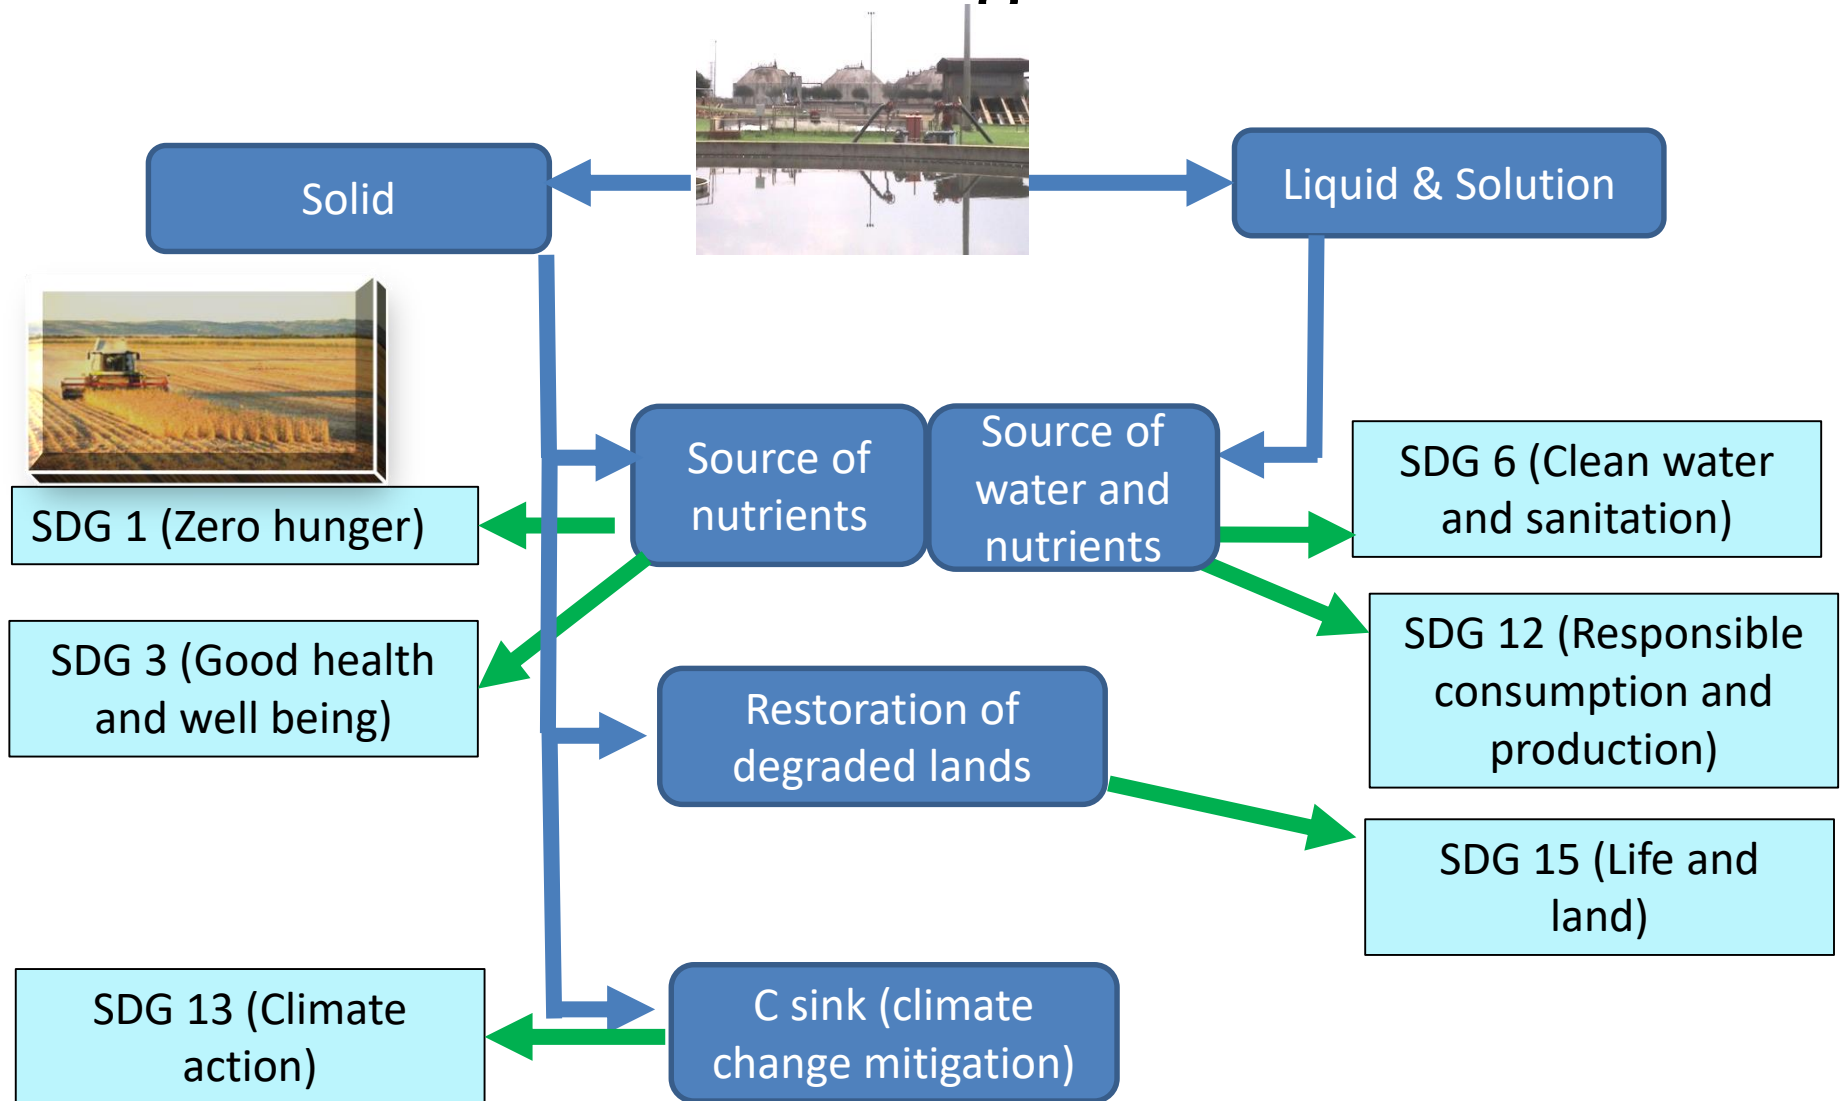 Solid
Liquid & Solution
Source of
nutrients
Source of
water and
nutrients
SDG 6 (Clean water
and sanitation)
SDG 1 (Zero hunger)
SDG 3 (Good health
and well being)
SDG 12 (Responsible
consumption and
production)
Restoration of
degraded lands
SDG 15 (Life and
land)
SDG 13 (Climate
action)
C sink (climate
change mitigation)